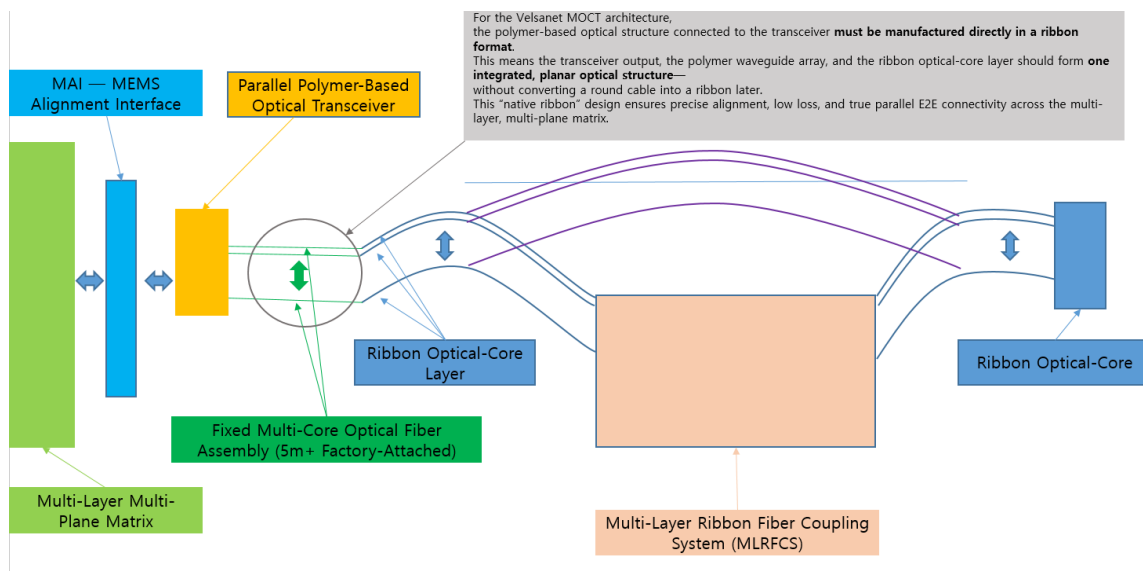 For the Velsanet MOCT architecture,
the polymer-based optical structure connected to the transceiver must be manufactured directly in a ribbon
format.
This means the transceiver output, the polymer waveguide array, and the ribbon optical-core layer should form one
integrated, planar optical structure—
without converting a round cable into a ribbon later.
This "native ribbon" design ensures precise alignment, low loss, and true parallel E2E connectivity across the multi-
layer, multi-plane matrix.
MAI — MEMS
Alignment Interface
Parallel Polymer-Based
Optical Transceiver
Ribbon Optical-Core
Layer
Ribbon Optical-Core
Fixed Multi-Core Optical Fiber
Assembly (5m+ Factory-Attached)
Multi-Layer Multi-
Plane Matrix
Multi-Layer Ribbon Fiber Coupling
System (MLRFCS)